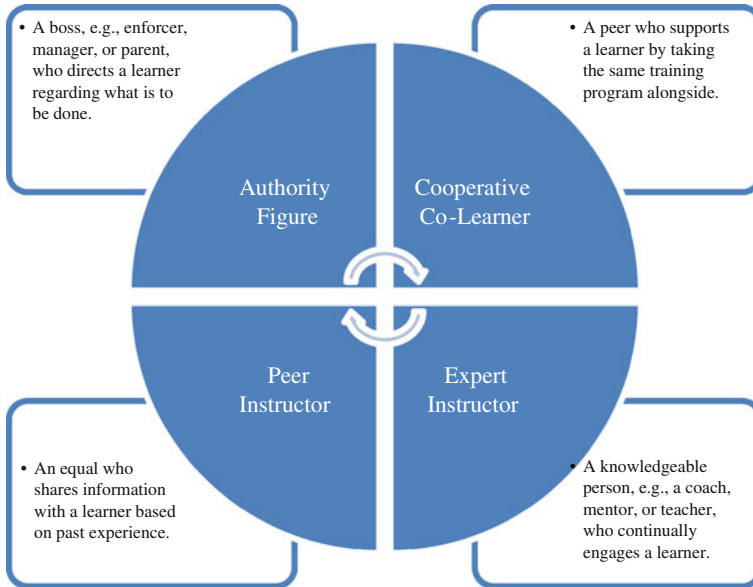 • A boss, e.g., enforcer,
manager, or parent,
who directs a learner
regarding what is to
be done.
• A peer who supports
a learner by taking
the same training
program alongside.
Authority
Figure
Cooperative
Co-Learner
Peer
Instructor
Expert
Instructor
• An equal who
shares information
with a learner based
on past experience.
• A knowledgeable
person, e.g., a coach,
mentor, or teacher,
who continually
engages a learner.